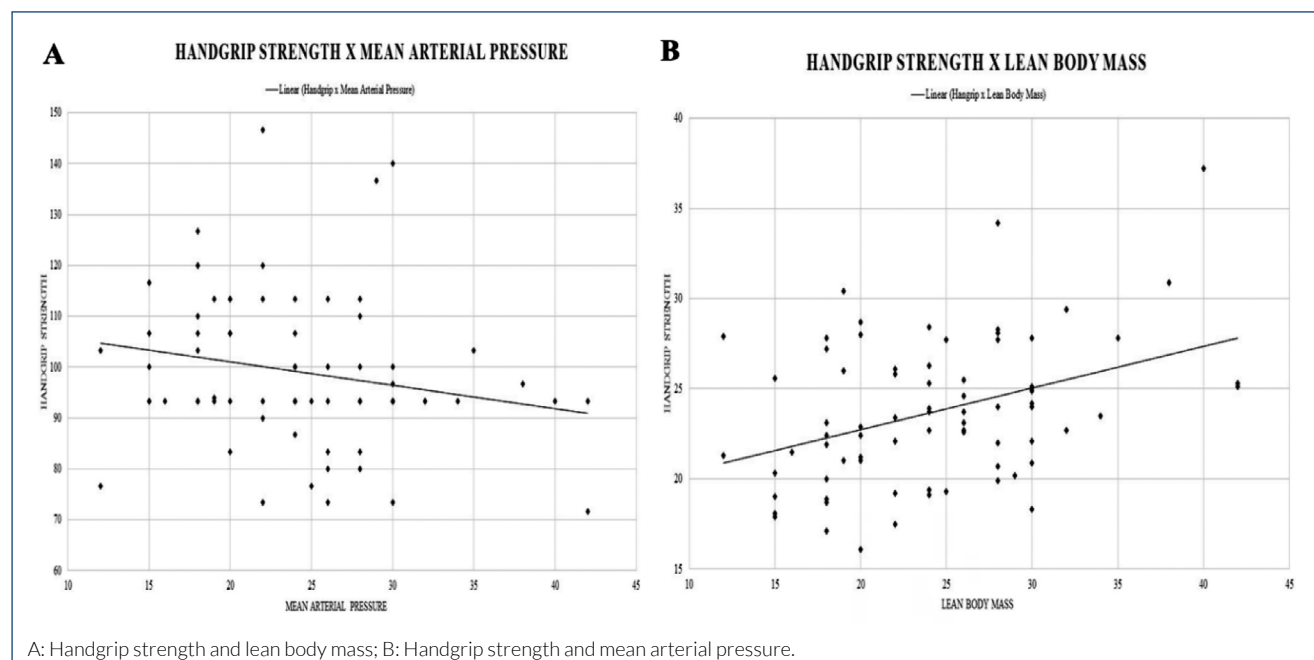 A
HANDGRIP STRENGTH X MEAN ARTERIAL PRESSURE
Linear (Handgrip x Mean Arterial Pressure)
150
140
130
120
110
100
90
80
70
60
HANDGRIP STRENGTH
10 15 20 25 30 35 40 45
MEAN ARTERIAL PRESSURE
B
HANDGRIP STRENGTH X LEAN BODY MASS
Linear (Hangrip x Lean Body Mass)
40
35
30
25
20
15
HANDGRIP STRENGTH
10 15 20 25 30 35 40 45
LEAN BODY MASS
A: Handgrip strength and lean body mass; B: Handgrip strength and mean arterial pressure.